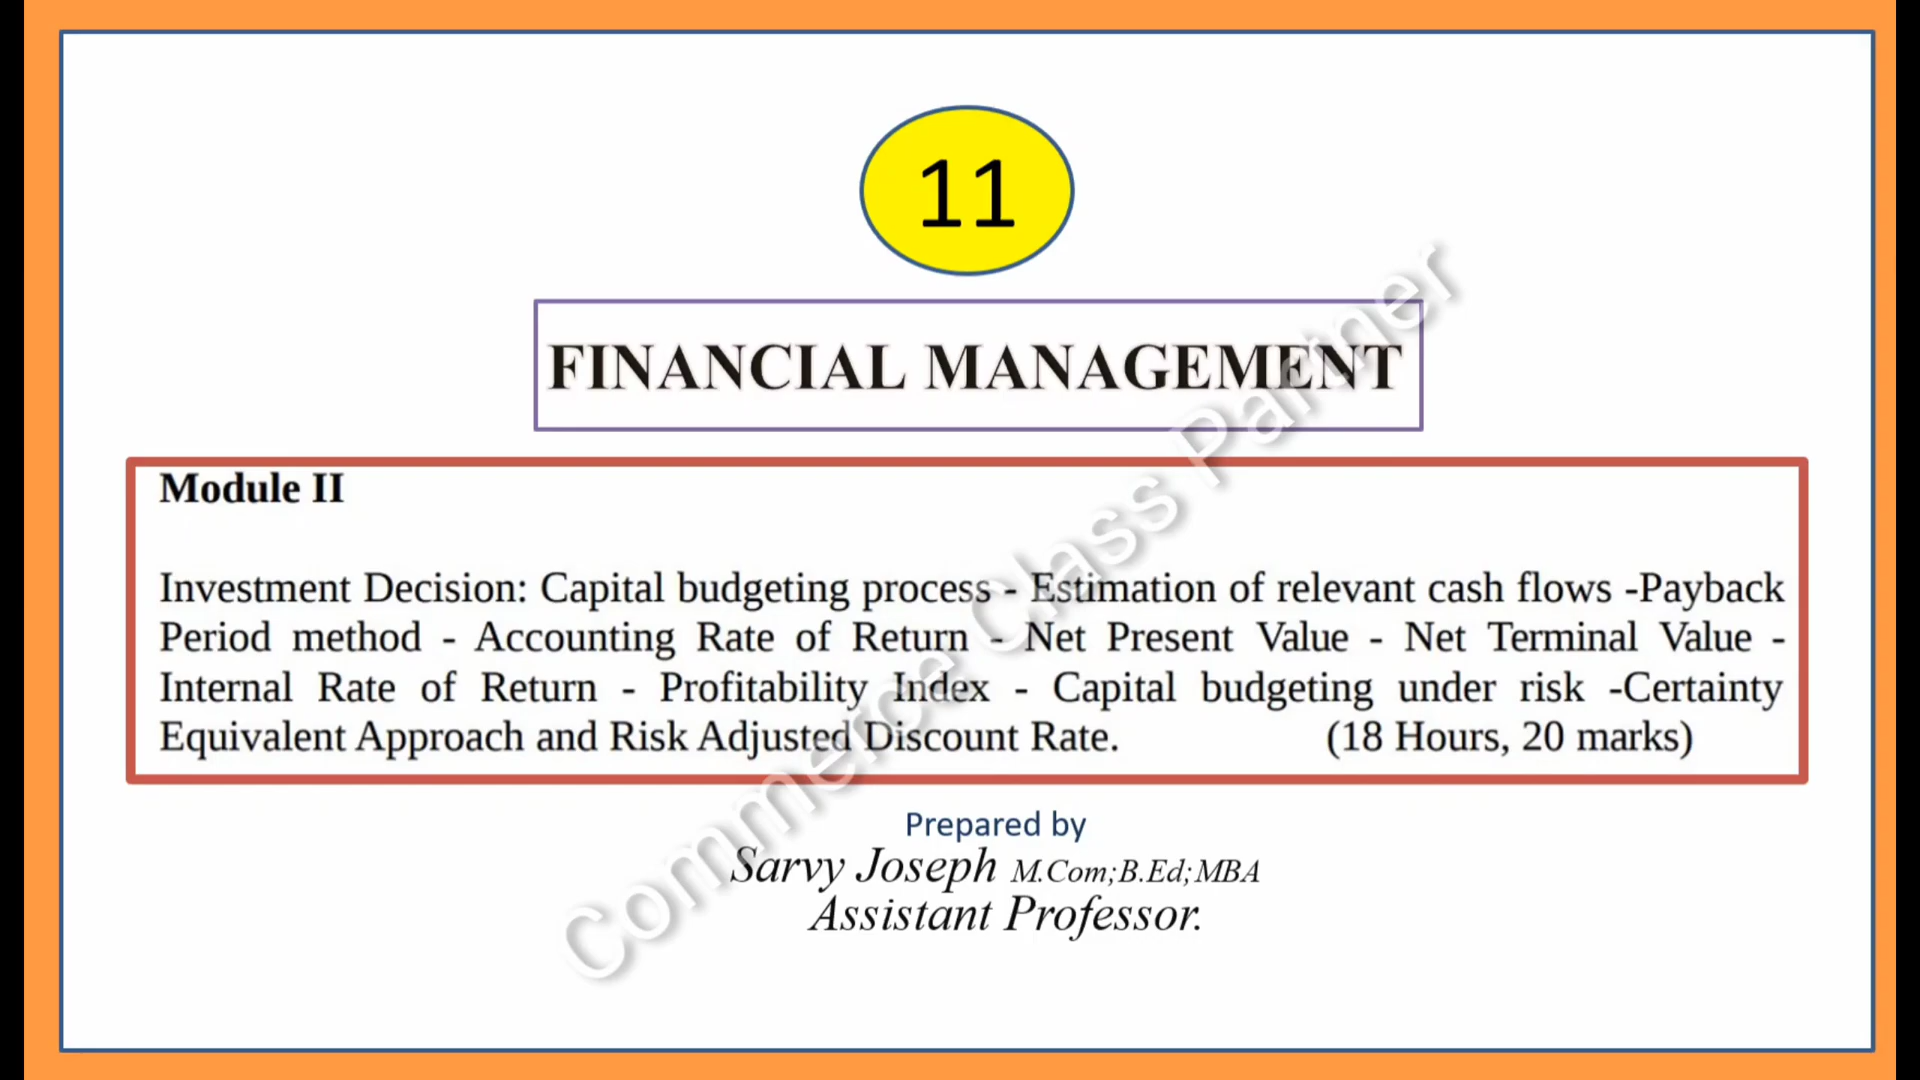 11
FINANCIAL MANAGEMENT
Module II
Investment Decision: Capital budgeting process - Estimation of relevant cash flows -Payback
Period method - Accounting Rate of Return - Net Present Value - Net Terminal Value -
Internal Rate of Return - Profitability Index - Capital budgeting under risk -Certainty
Equivalent Approach and Risk Adjusted Discount Rate. (18 Hours, 20 marks)
Prepared by
Sarvy Joseph M.Com;B.Ed;MBA
Assistant Professor.
Commerce Class Partner